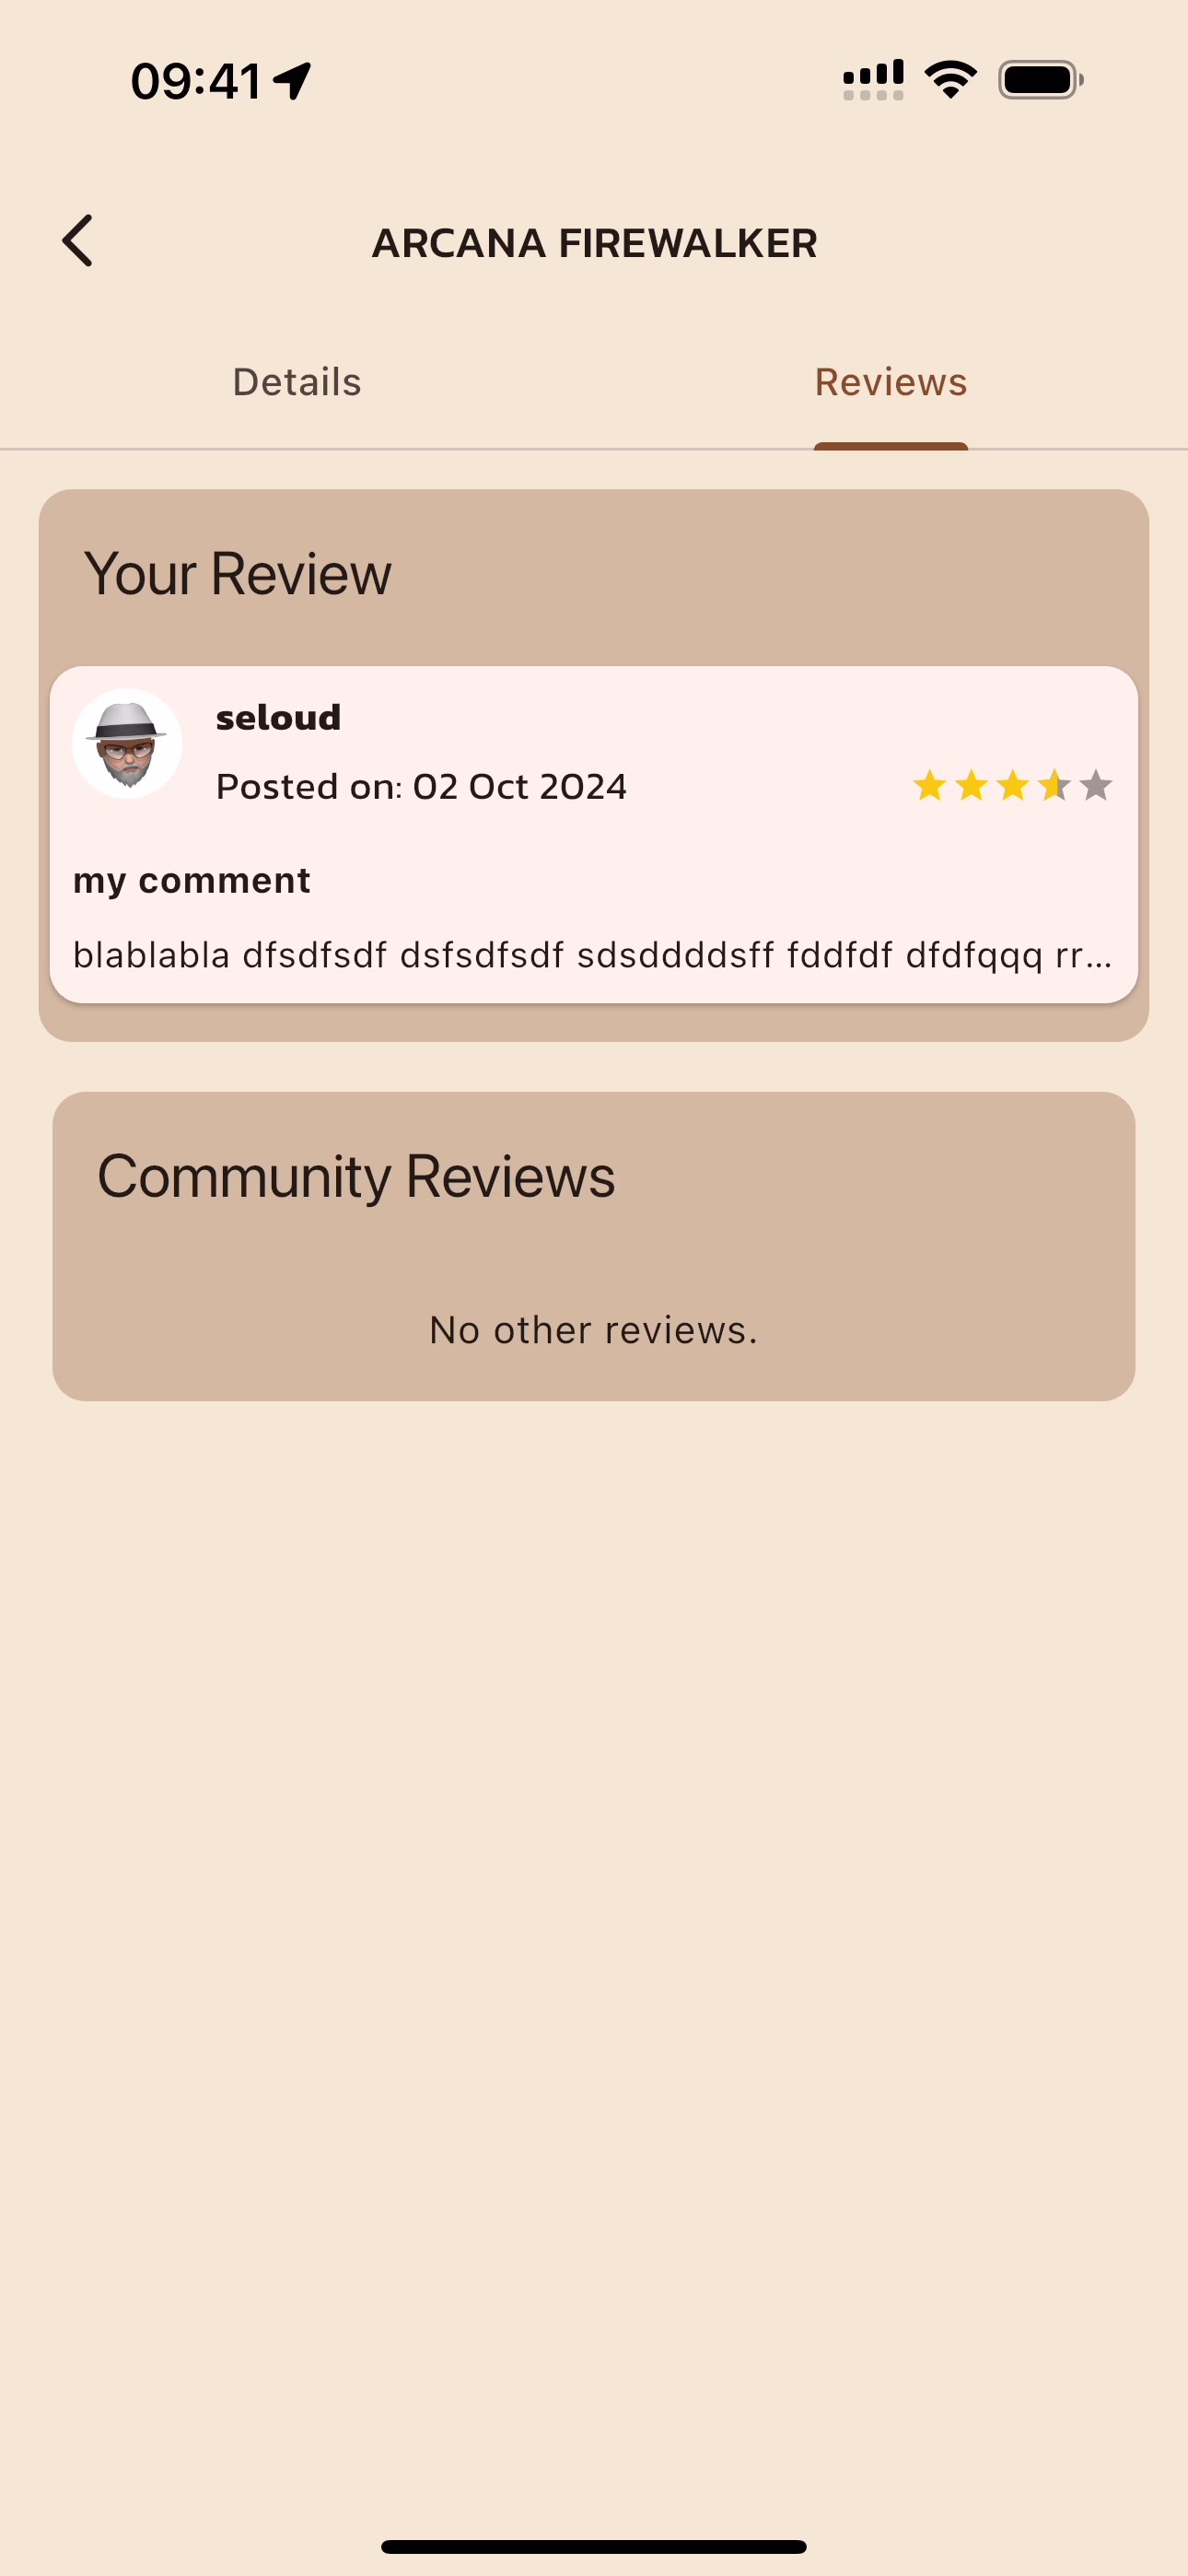 09:41
ARCANA FIREWALKER
Details
Reviews
Your Review
seloud
Posted on: 02 Oct 2024
my comment
blablabla dfsdfsdf dsfsdfsdf sdsddddsff fddfdf dfdfqqq rr...
Community Reviews
No other reviews.